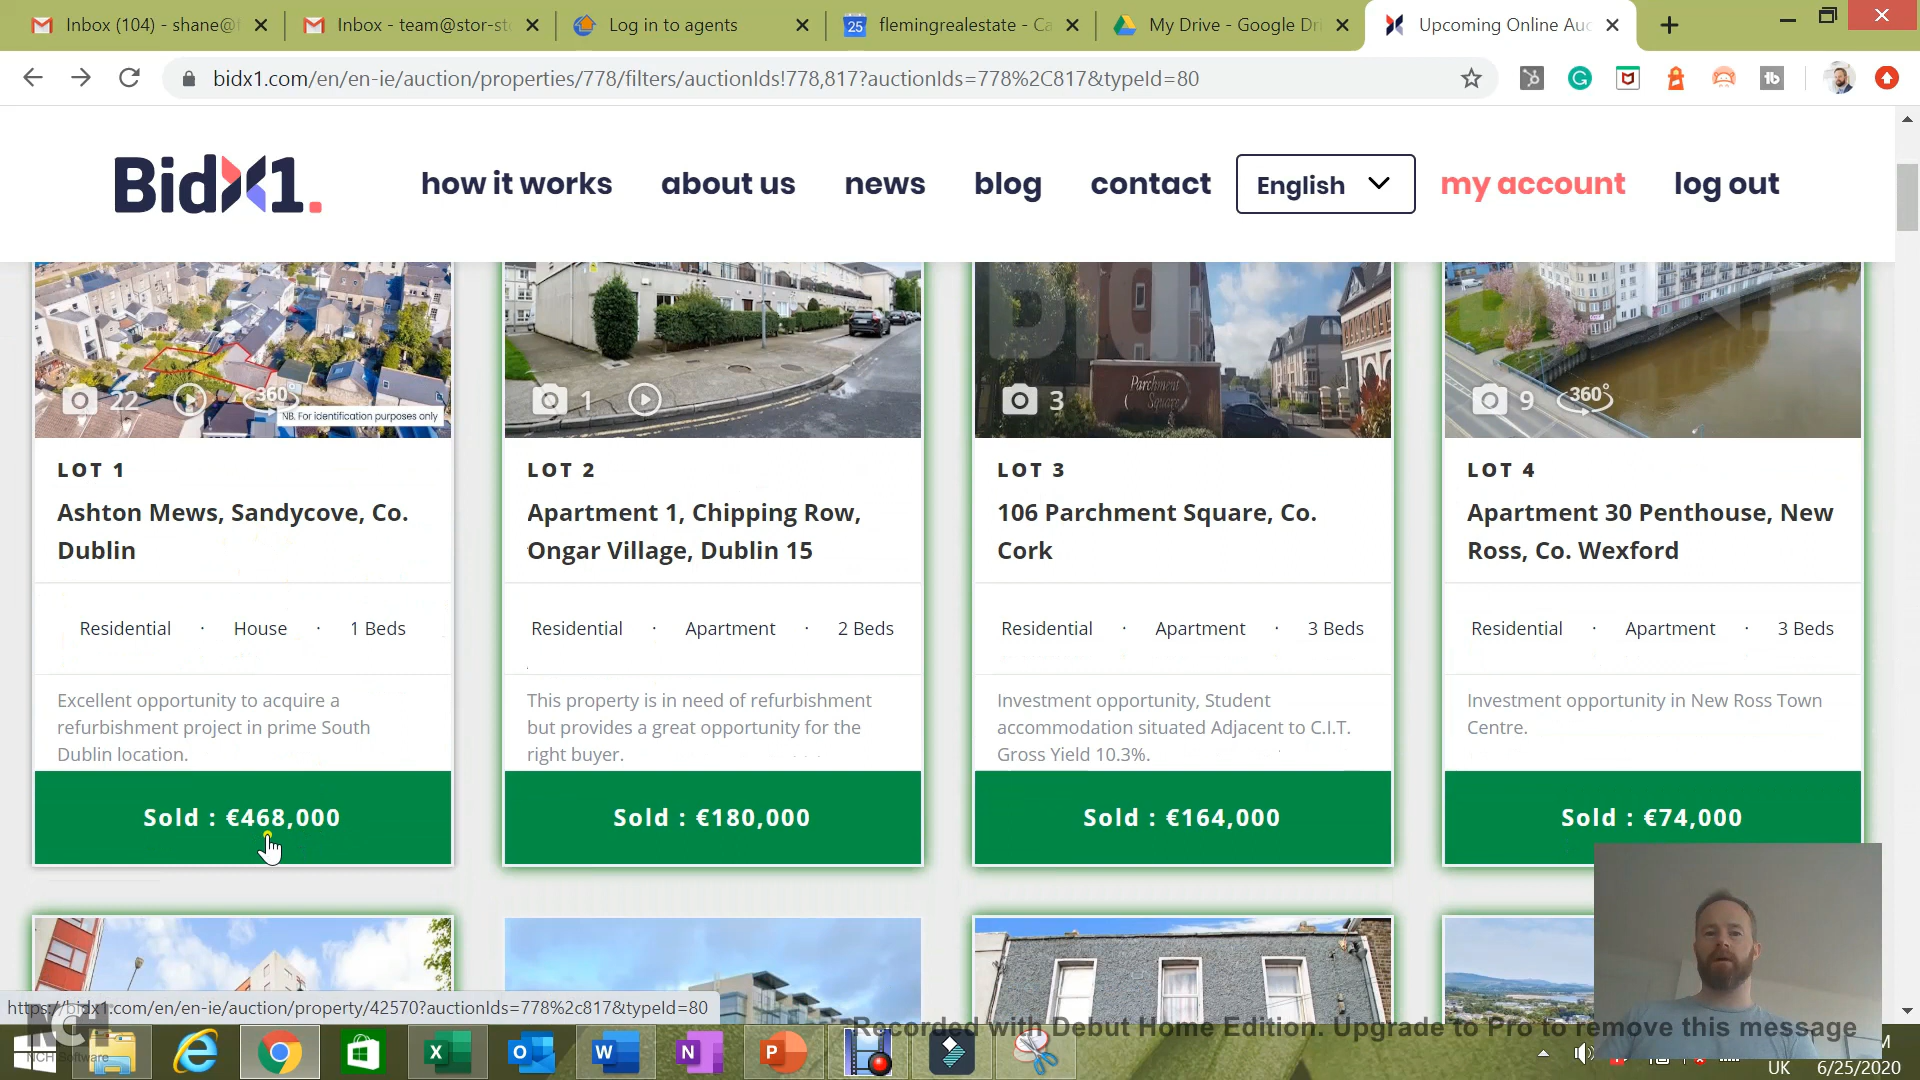 Inbox (104) - shane@
Inbox - team@stor-st
Log in to agents
25
flemingrealestate - Ca
My Drive - Google Dri
Upcoming Online Auc
bidx1.com/en/en-ie/auction/properties/778/filters/auctionIds!778,817?auctionIds=778%2C817&typeId=80
BidX1.
how it works
about us
news
blog
contact
English
my account
log out
22
360
NB. For identification purposes only
1
Parchment
Square
3
9
360°
LOT 1
Ashton Mews, Sandycove, Co.
Dublin
Residential · House · 1 Beds
Excellent opportunity to acquire a
refurbishment project in prime South
Dublin location.
Sold : €468,000
LOT 2
Apartment 1, Chipping Row,
Ongar Village, Dublin 15
Residential · Apartment · 2 Beds
This property is in need of refurbishment
but provides a great opportunity for the
right buyer.
Sold : €180,000
LOT 3
106 Parchment Square, Co.
Cork
Residential · Apartment · 3 Beds
Investment opportunity, Student
accommodation situated Adjacent to C.I.T.
Gross Yield 10.3%.
Sold : €164,000
LOT 4
Apartment 30 Penthouse, New
Ross, Co. Wexford
Residential · Apartment · 3 Beds
Investment opportunity in New Ross Town
Centre.
Sold : €74,000
https://bidx1.com/en/en-ie/auction/property/42570?auctionIds=778%2c817&typeId=80
Recorded with Debut Home Edition. Upgrade to Pro to remove this message
NCH
NCH Software
UK
6/25/2020